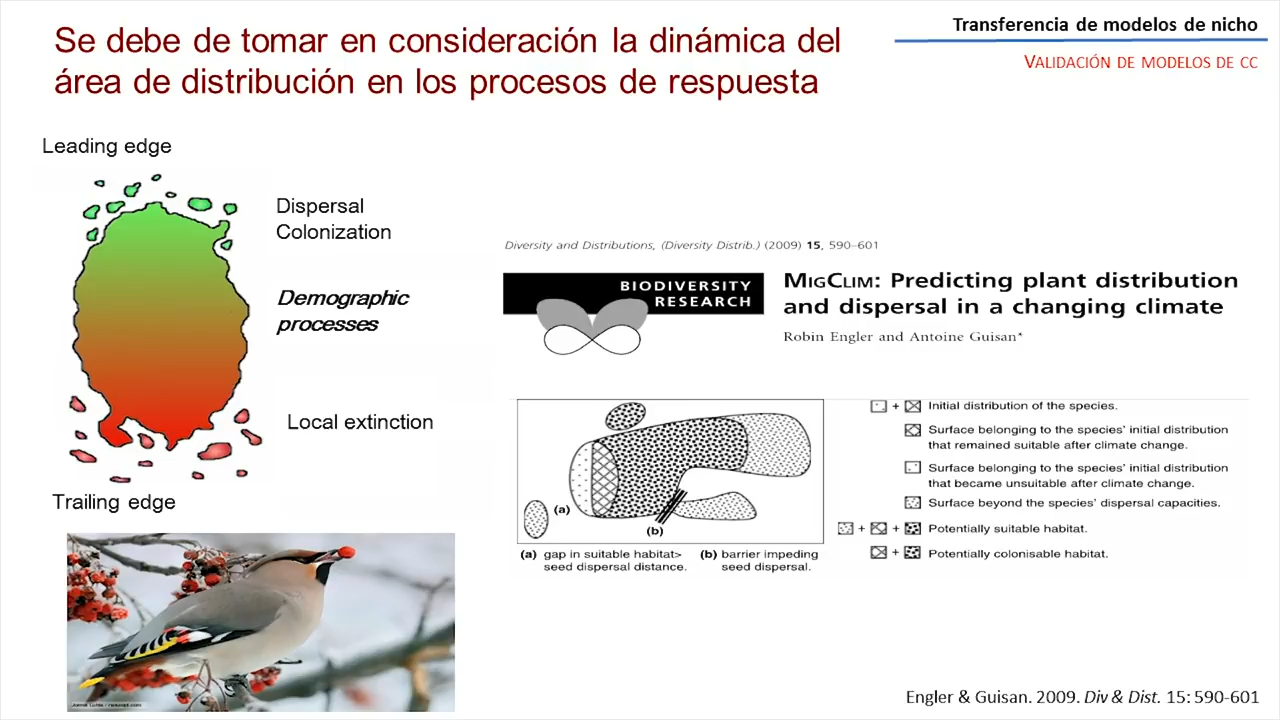 Transferencia de modelos de nicho
VALIDACIÓN DE MODELOS DE CC
Se debe de tomar en consideración la dinámica del
área de distribución en los procesos de respuesta
Leading edge
Dispersal
Colonization
Demographic
processes
Local extinction
Trailing edge
Diversity and Distributions, (Diversity Distrib.) (2009) 15, 590–601
BIODIVERSITY
RESEARCH
MIGCLIM: Predicting plant distribution
and dispersal in a changing climate
Robin Engler and Antoine Guisan*
(a)
(b)
(a) gap in suitable habitat>
seed dispersal distance.
(b) barrier impeding
seed dispersal.
+ Initial distribution of the species.
Surface belonging to the species' initial distribution
that remained suitable after climate change.
Surface belonging to the species' initial distribution
that became unsuitable after climate change.
Surface beyond the species' dispersal capacities.
+ + Potentially suitable habitat.
+ Potentially colonisable habitat.
Engler & Guisan. 2009. Div & Dist. 15: 590-601